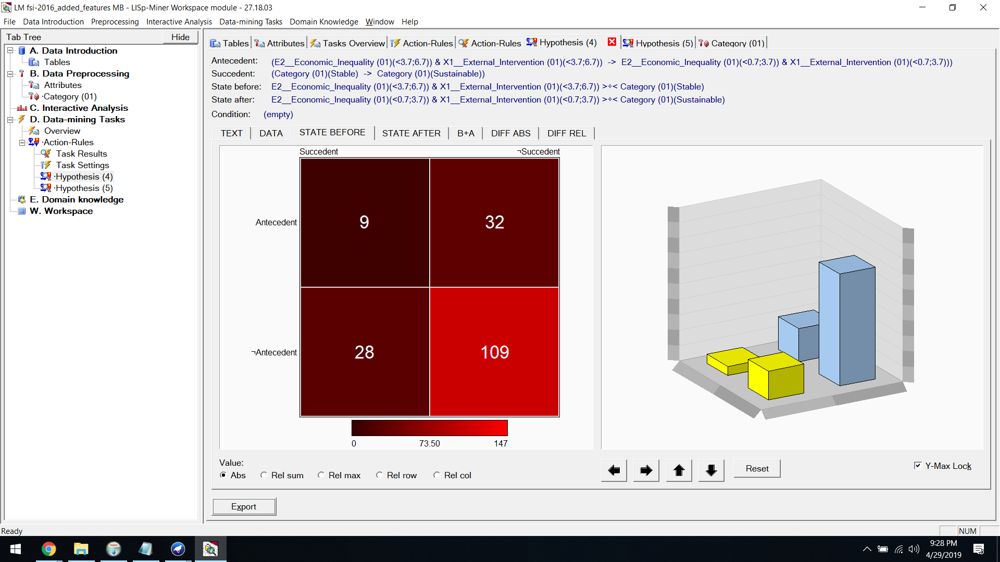 LM fsi-2016_added_features MB - LISp-Miner Workspace module - 27.18.03
File Data Introduction Preprocessing Interactive Analysis Data-mining Tasks Domain Knowledge Window Help
Tab Tree Hide
A. Data Introduction
Tables
B. Data Preprocessing
Attributes
·Category (01)
C. Interactive Analysis
D. Data-mining Tasks
Overview
·Action-Rules
Task Results
Task Settings
·Hypothesis (4)
·Hypothesis (5)
E. Domain knowledge
W. Workspace
Tables Attributes Tasks Overview Action-Rules Action-Rules Hypothesis (4) Hypothesis (5) Category (01)
Antecedent: (E2__Economic_Inequality (01)(<3.7;6.7)) & X1__External_Intervention (01)(<3.7;6.7)) -> E2__Economic_Inequality (01)(<0.7;3.7)) & X1__External_Intervention (01)(<0.7;3.7)))
Succedent: (Category (01)(Stable) -> Category (01)(Sustainable))
State before: E2__Economic_Inequality (01)(<3.7;6.7)) & X1__External_Intervention (01)(<3.7;6.7)) >÷< Category (01)(Stable)
State after: E2__Economic_Inequality (01)(<0.7;3.7)) & X1__External_Intervention (01)(<0.7;3.7)) >÷< Category (01)(Sustainable)
Condition: (empty)
TEXT DATA STATE BEFORE STATE AFTER B+A DIFF ABS DIFF REL
Succedent ¬Succedent
Antecedent 9 32
¬Antecedent 28 109
0 73.50 147
Value:
Abs Rel sum Rel max Rel row Rel col
Reset
Y-Max Lock
Export
Ready
NUM
9:28 PM
4/29/2019